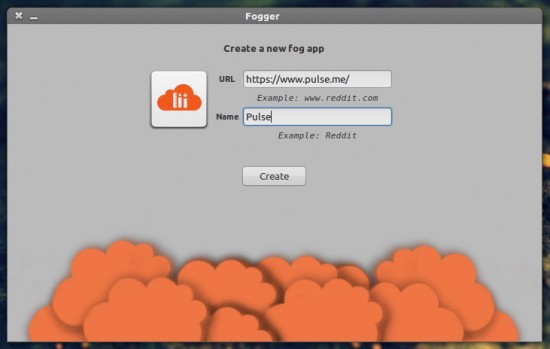 Fogger
Create a new fog app
URL https://www.pulse.me/
Example: www.reddit.com
Name Pulse
Example: Reddit
Create